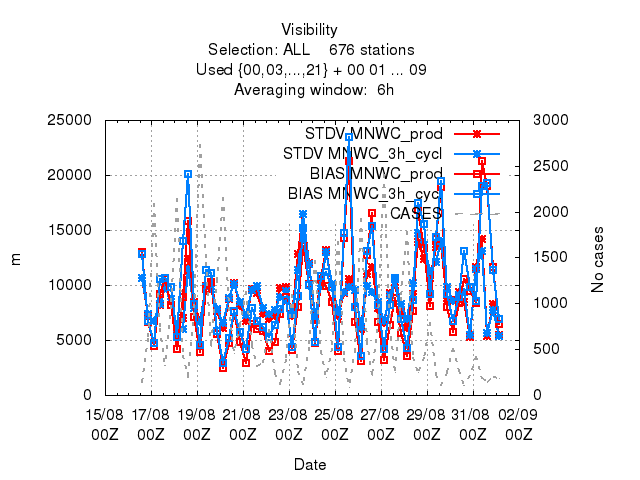 Visibility
Selection: ALL    676 stations
Used {00,03,...,21} + 00 01 ... 09
Averaging window:  6h
25000
20000
15000
10000
5000
0
m
3000
2500
2000
1500
1000
500
0
No cases
STDV MNWC_prod
STDV MNWC_3h_cycl
BIAS MNWC_prod
BIAS MNWC_3h_cycl
CASES
15/08 17/08 19/08 21/08 23/08 25/08 27/08 29/08 31/08 02/09
00Z 00Z 00Z 00Z 00Z 00Z 00Z 00Z 00Z 00Z
Date